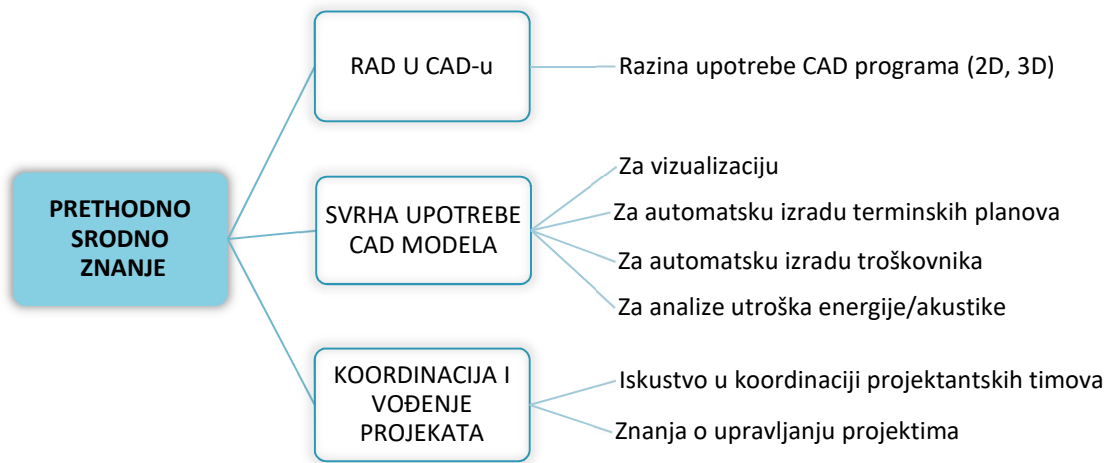 PRETHODNO
SRODNO
ZNANJE
RAD U CAD-u
Razina upotrebe CAD programa (2D, 3D)
SVRHA UPOTREBE
CAD MODELA
Za vizualizaciju
Za automatsku izradu terminskih planova
Za automatsku izradu troškovnika
Za analize utroška energije/akustike
KOORDINACIJA I
VOĐENJE
PROJEKATA
Iskustvo u koordinaciji projektantskih timova
Znanja o upravljanju projektima